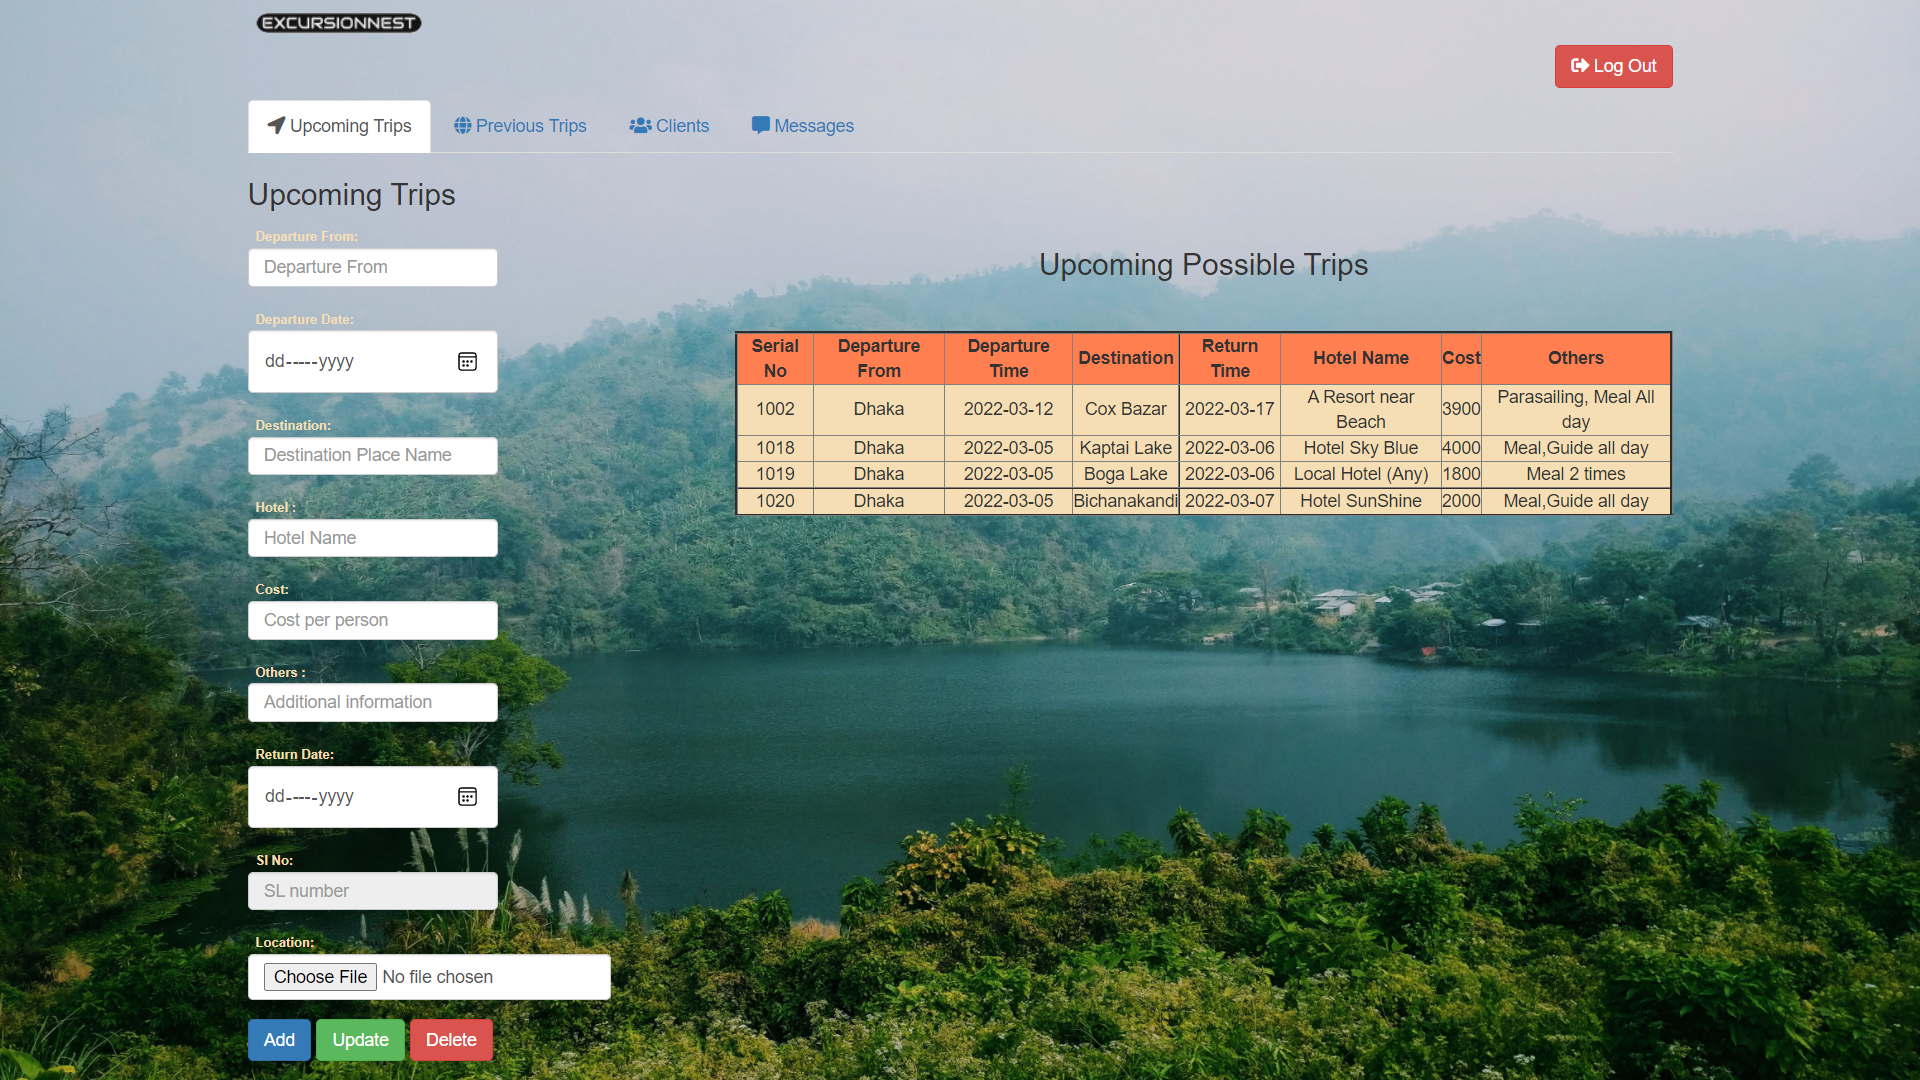 EXCURSIONNEST
Log Out
Upcoming Trips
Previous Trips
Clients
Messages
Upcoming Trips
Departure From:
Departure From
Departure Date:
dd-----yyyy
Destination:
Destination Place Name
Hotel :
Hotel Name
Cost:
Cost per person
Others :
Additional information
Return Date:
dd-----yyyy
Sl No:
SL number
Location:
Choose File No file chosen
Add Update Delete
Upcoming Possible Trips
Serial No Departure From Departure Time Destination Return Time Hotel Name Cost Others
1002 Dhaka 2022-03-12 Cox Bazar 2022-03-17 A Resort near Beach 3900 Parasailing, Meal All day
1018 Dhaka 2022-03-05 Kaptai Lake 2022-03-06 Hotel Sky Blue 4000 Meal,Guide all day
1019 Dhaka 2022-03-05 Boga Lake 2022-03-06 Local Hotel (Any) 1800 Meal 2 times
1020 Dhaka 2022-03-05 Bichanakandi 2022-03-07 Hotel SunShine 2000 Meal,Guide all day